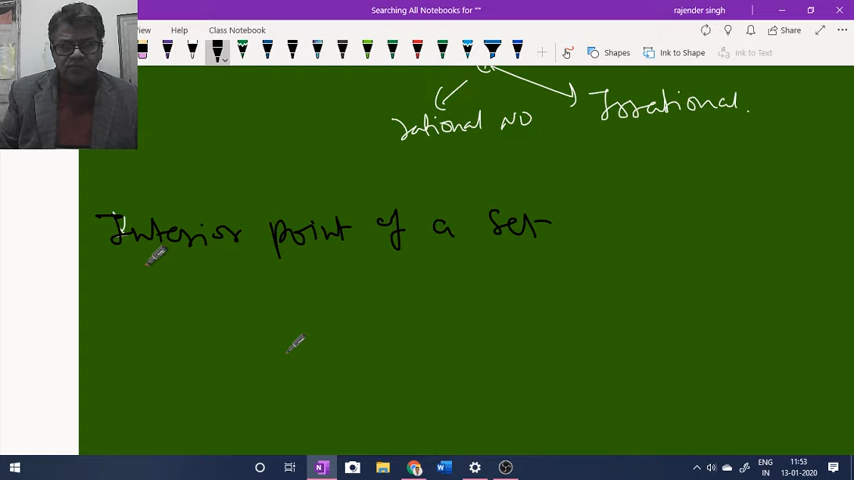 Searching All Notebooks for ""
rajender singh
View Help Class Notebook
Share
Shapes
Ink to Shape
Ink to Text
rational NO
Irrational.
Interior point of a set
ENG
IN
11:53
13-01-2020